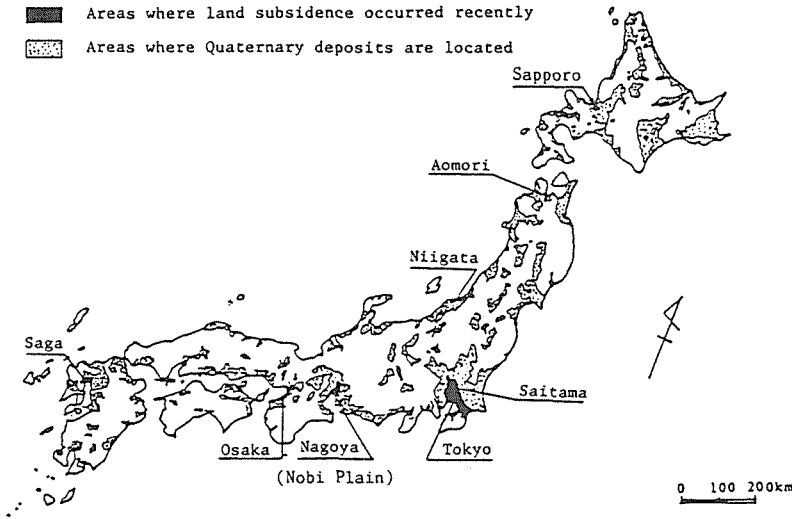 Areas where land subsidence occurred recently
Areas where Quaternary deposits are located
Sapporo
Aomori
Niigata
Saga
Saitama
Osaka
Nagoya
Tokyo
(Nobi Plain)
0 100 200km